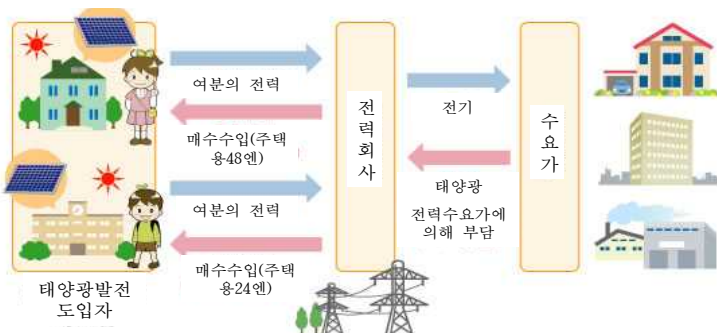 여분의 전력
매수수입(주택
용48엔)
여분의 전력
매수수입(주택
용24엔)
태양광발전
도입자
전력회사
전기
태양광
전력수요가에
의해 부담
수요가